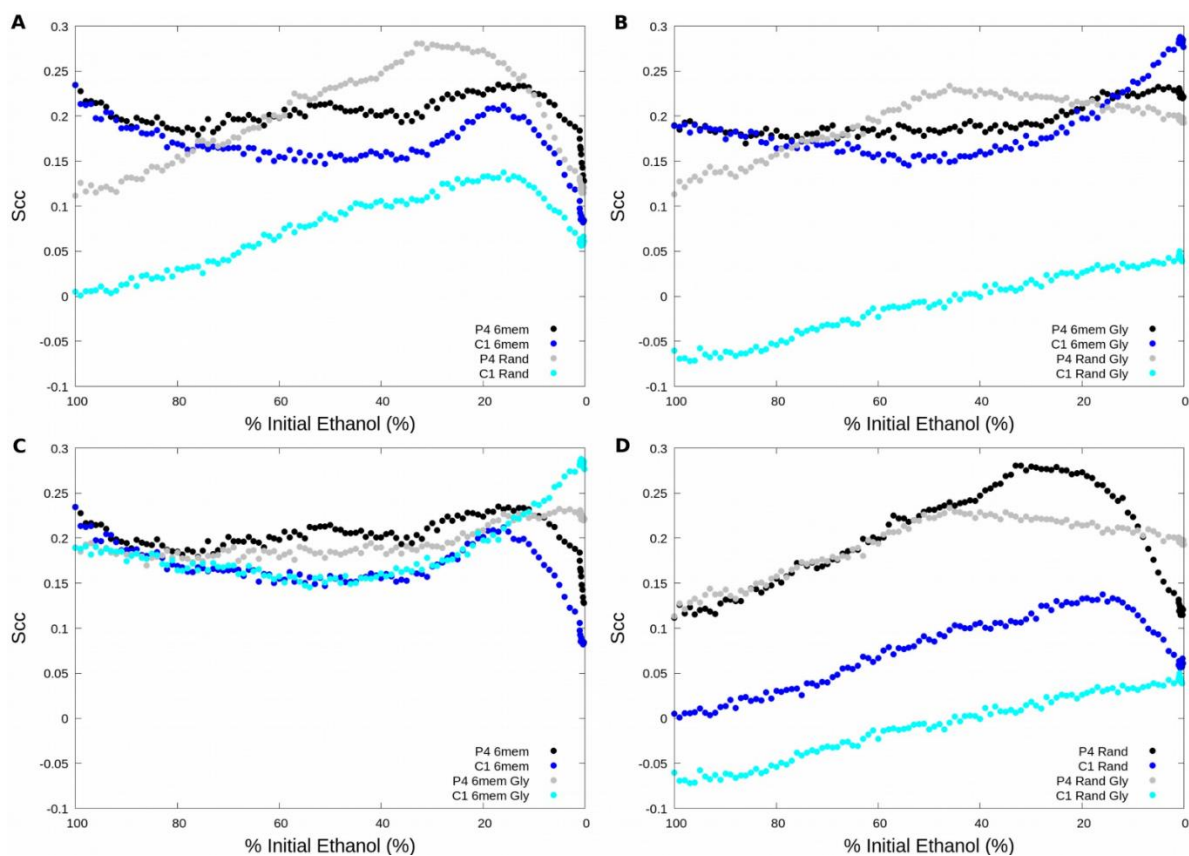 A
0.3
0.25
0.2
0.15
0.1
0.05
0
-0.05
-0.1
Scc
100 80 60 40 20 0
% Initial Ethanol (%)
P4 6mem
C1 6mem
P4 Rand
C1 Rand
B
0.3
0.25
0.2
0.15
0.1
0.05
0
-0.05
-0.1
Scc
100 80 60 40 20 0
% Initial Ethanol (%)
P4 6mem Gly
C1 6mem Gly
P4 Rand Gly
C1 Rand Gly
C
0.3
0.25
0.2
0.15
0.1
0.05
0
-0.05
-0.1
Scc
100 80 60 40 20 0
% Initial Ethanol (%)
P4 6mem
C1 6mem
P4 6mem Gly
C1 6mem Gly
D
0.3
0.25
0.2
0.15
0.1
0.05
0
-0.05
-0.1
Scc
100 80 60 40 20 0
% Initial Ethanol (%)
P4 Rand
C1 Rand
P4 Rand Gly
C1 Rand Gly